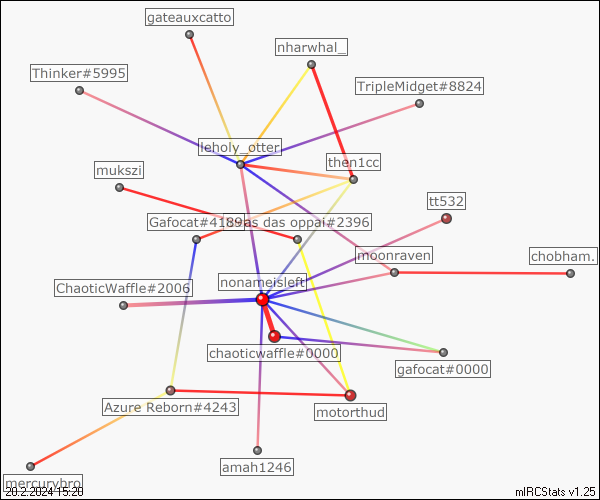 gateauxcatto
nharwhal_
Thinker#5995
TripleMidget#8824
leholy_otter
then1cc
mukszi
tt532
Gafocat#4189
as das oppai#2396
moonraven
chobham.
nonameisleft
ChaoticWaffle#2006
chaoticwaffle#0000
gafocat#0000
Azure Reborn#4243
motorthud
amah1246
mercurybro
20.2.2024 15:20
mIRCStats v1.25